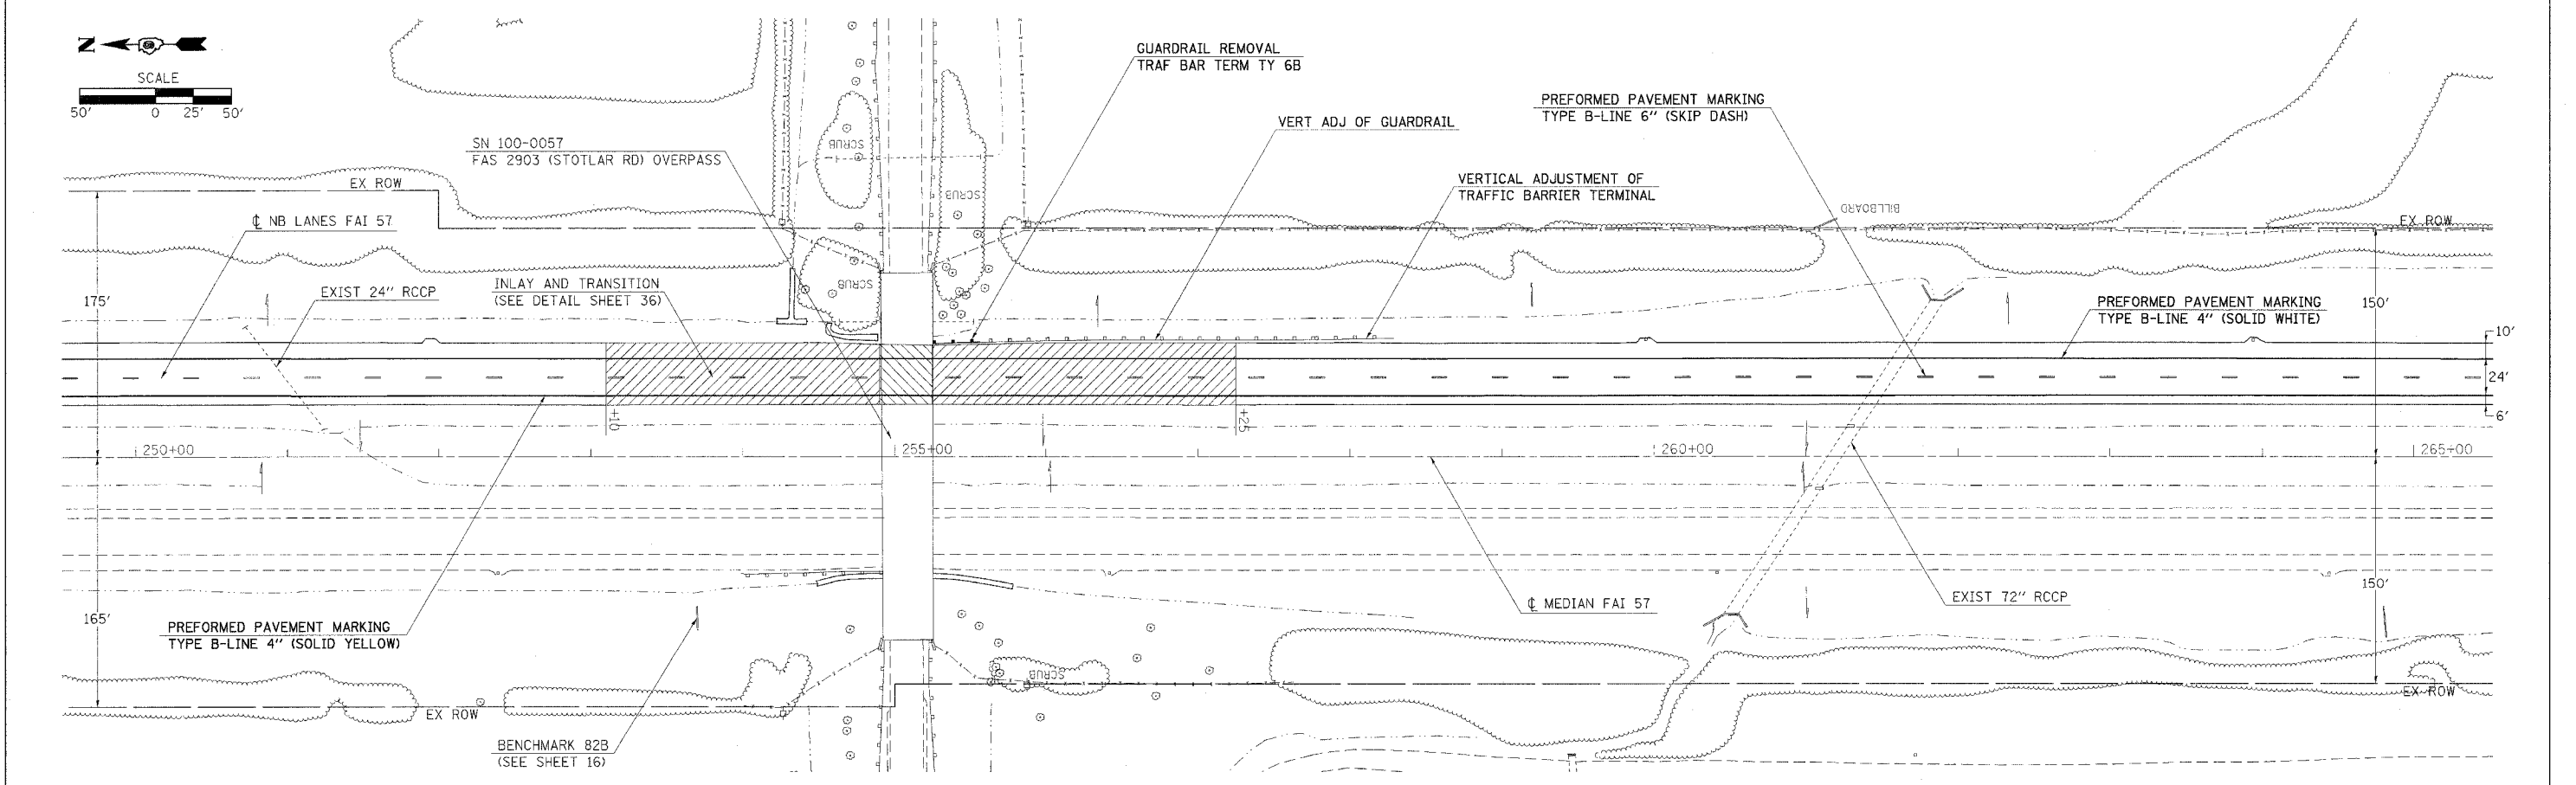 N
SCALE
50' 0 25' 50'
GUARDRAIL REMOVAL
TRAF BAR TERM TY 6B
PREFORMED PAVEMENT MARKING
TYPE B-LINE 6" (SKIP DASH)
VERT ADJ OF GUARDRAIL
SN 100-0057
FAS 2903 (STOTLAR RD) OVERPASS
SCRUB
SCRUB
VERTICAL ADJUSTMENT OF
TRAFFIC BARRIER TERMINAL
EX ROW
BILLBOARD
EX ROW
℄ NB LANES FAI 57
175'
EXIST 24" RCCP
INLAY AND TRANSITION
(SEE DETAIL SHEET 36)
SCRUB
PREFORMED PAVEMENT MARKING
TYPE B-LINE 4" (SOLID WHITE)
150'
10'
24'
6'
+10
+25
250+00
255+00
260+00
265+00
165'
PREFORMED PAVEMENT MARKING
TYPE B-LINE 4" (SOLID YELLOW)
℄ MEDIAN FAI 57
EXIST 72" RCCP
150'
SCRUB
EX ROW
EX ROW
BENCHMARK 82B
(SEE SHEET 16)